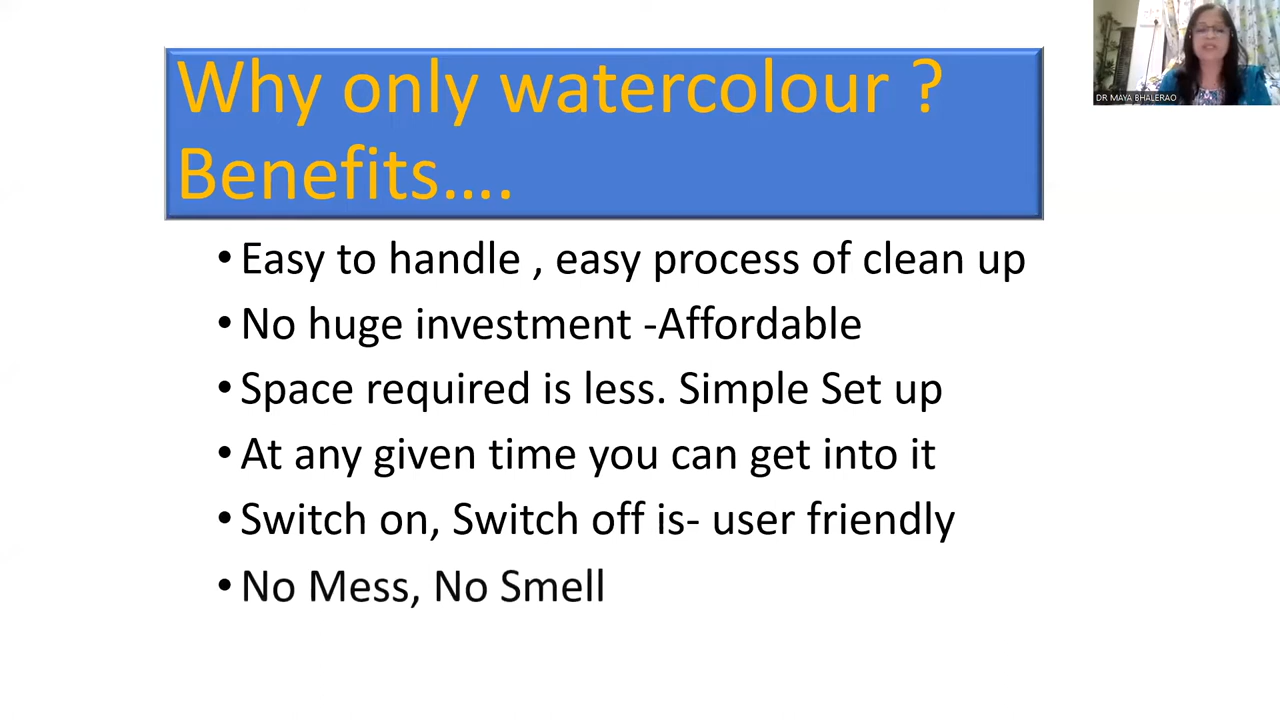 Why only watercolour ?
Benefits....
• Easy to handle , easy process of clean up
• No huge investment -Affordable
• Space required is less. Simple Set up
• At any given time you can get into it
• Switch on, Switch off is- user friendly
• No Mess, No Smell
DR MAYA BHALERAO